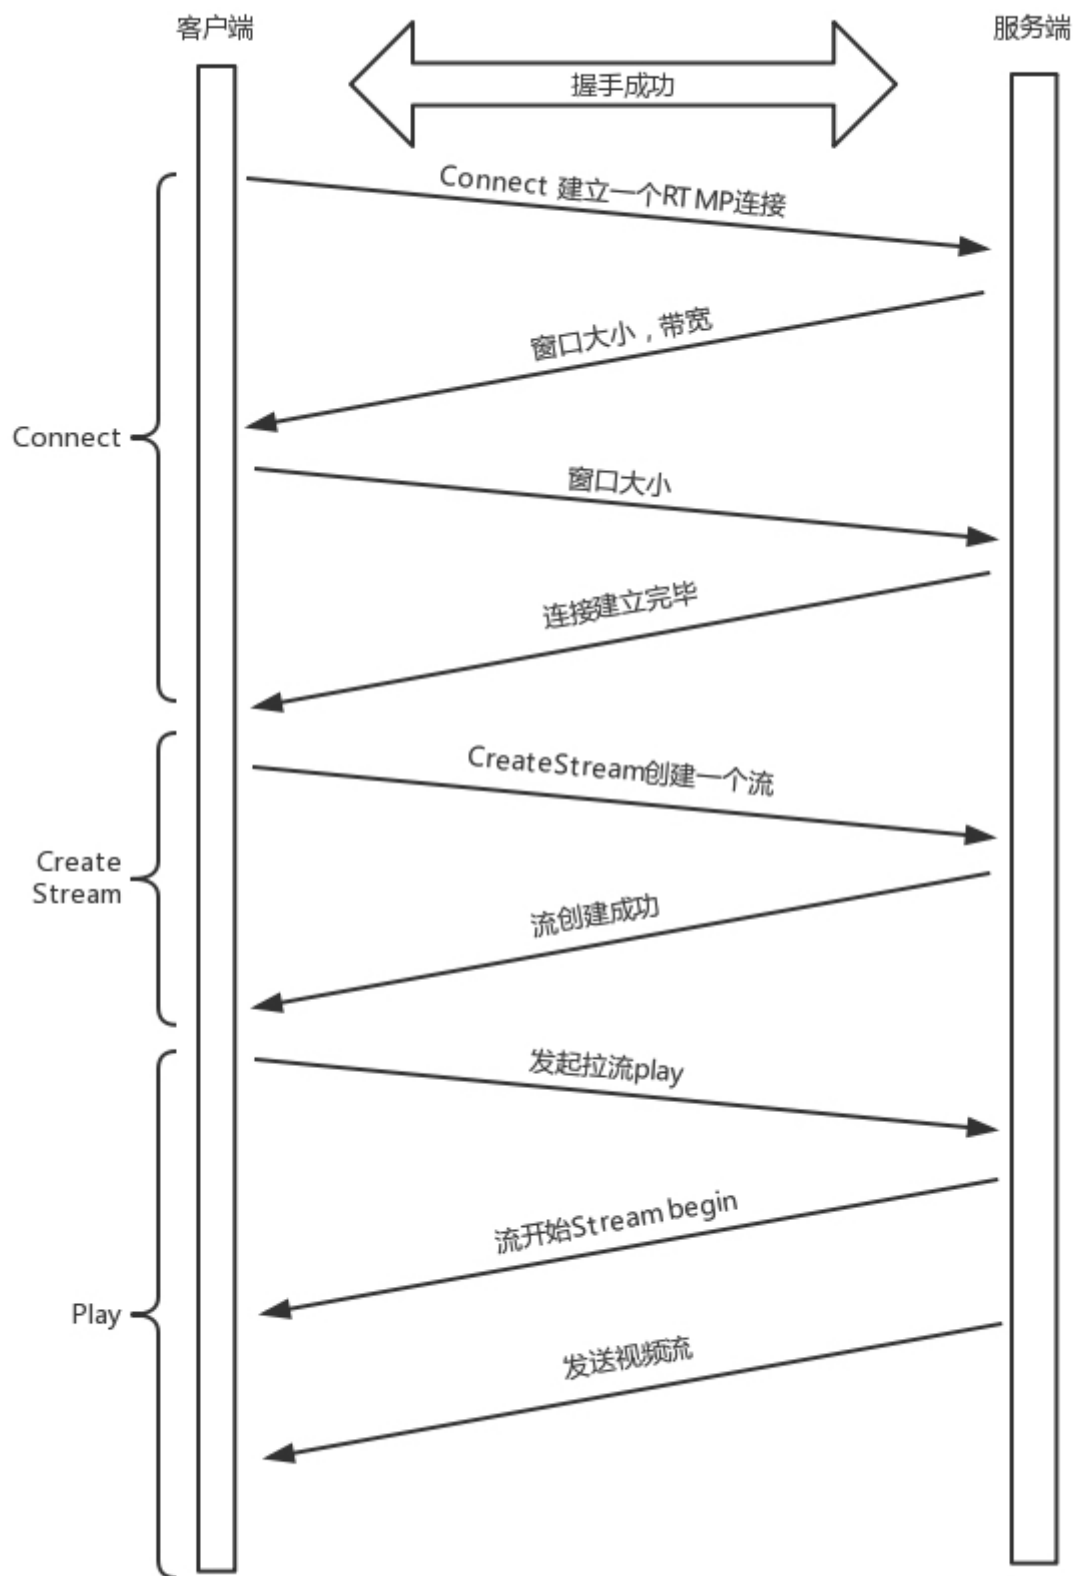 客户端
服务端
握手成功
Connect 建立一个RTMP连接
窗口大小，带宽
Connect
窗口大小
连接建立完毕
CreateStream创建一个流
Create
Stream
流创建成功
发起拉流play
流开始Stream begin
Play
发送视频流